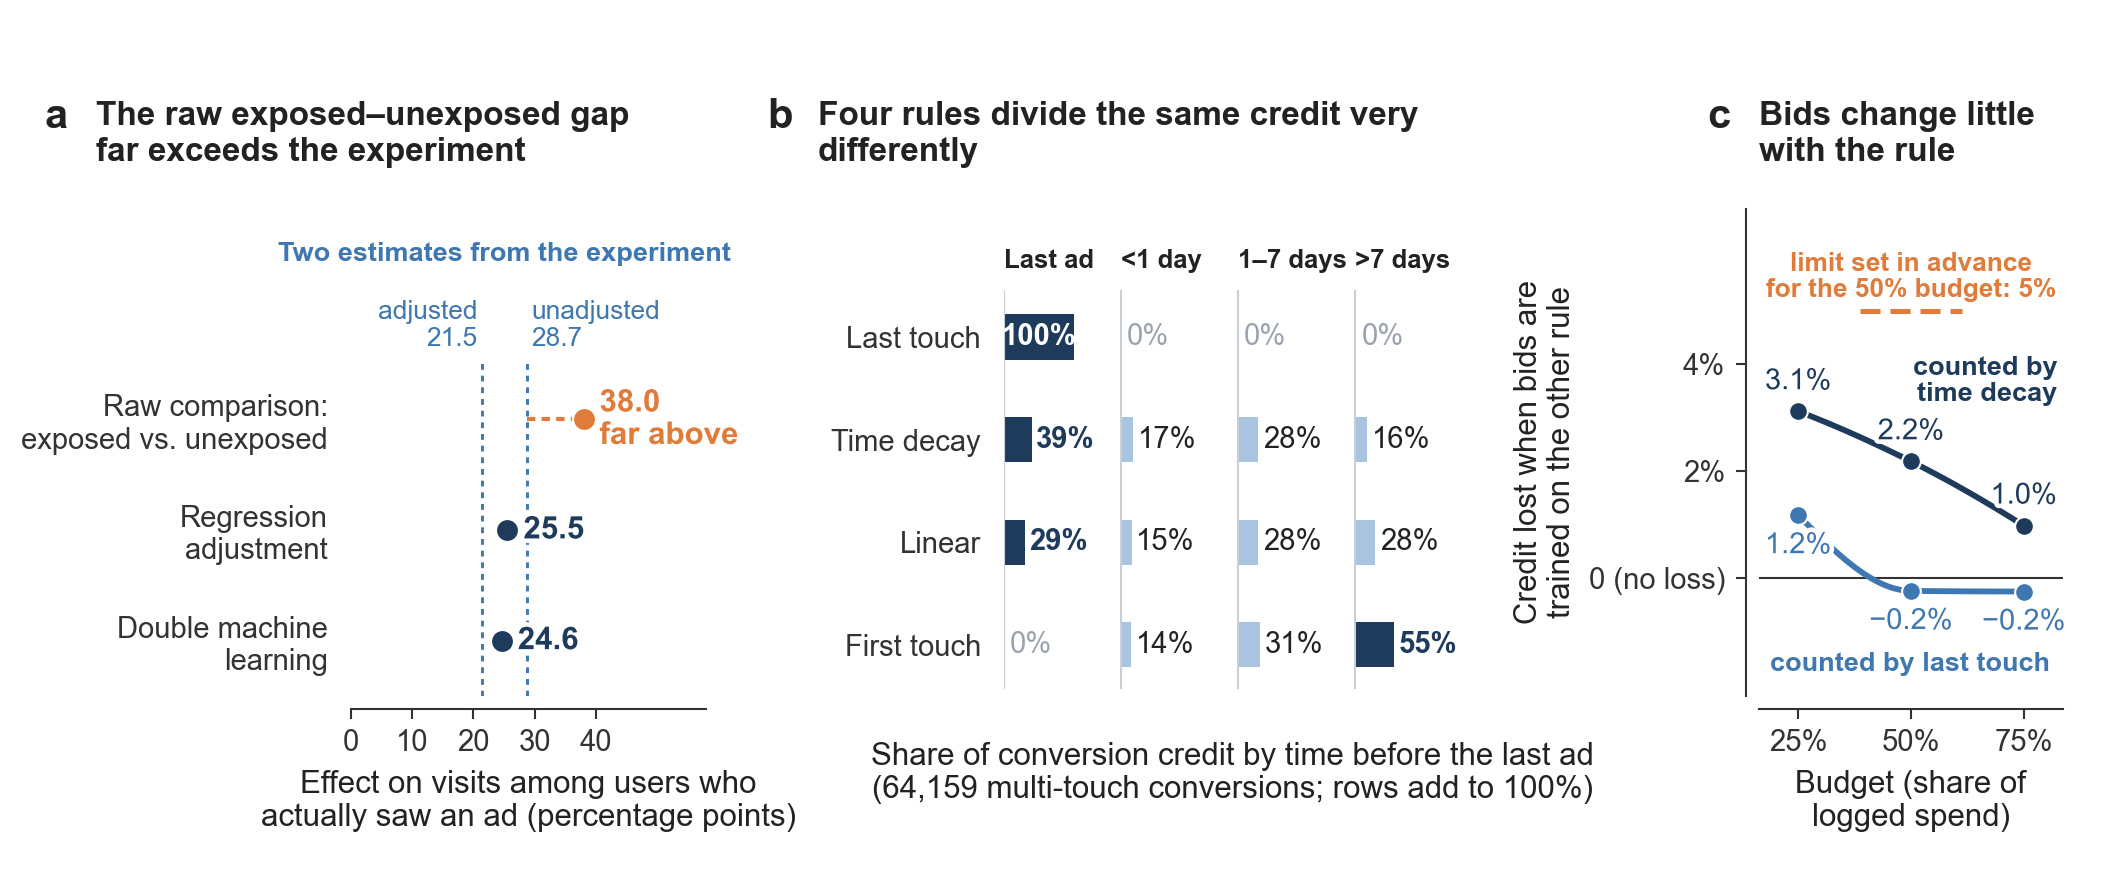 a
The raw exposed–unexposed gap
far exceeds the experiment
Two estimates from the experiment
adjusted
21.5
unadjusted
28.7
Raw comparison:
exposed vs. unexposed
38.0
far above
Regression
adjustment
25.5
Double machine
learning
24.6
0 10 20 30 40
Effect on visits among users who
actually saw an ad (percentage points)
b
Four rules divide the same credit very
differently
Last ad <1 day 1–7 days >7 days
Last touch 100% 0% 0% 0%
Time decay 39% 17% 28% 16%
Linear 29% 15% 28% 28%
First touch 0% 14% 31% 55%
Share of conversion credit by time before the last ad
(64,159 multi-touch conversions; rows add to 100%)
c
Bids change little
with the rule
Credit lost when bids are
trained on the other rule
limit set in advance
for the 50% budget: 5%
4%
2%
0 (no loss)
counted by
time decay
3.1%
2.2%
1.0%
1.2%
−0.2%
−0.2%
counted by last touch
25% 50% 75%
Budget (share of
logged spend)